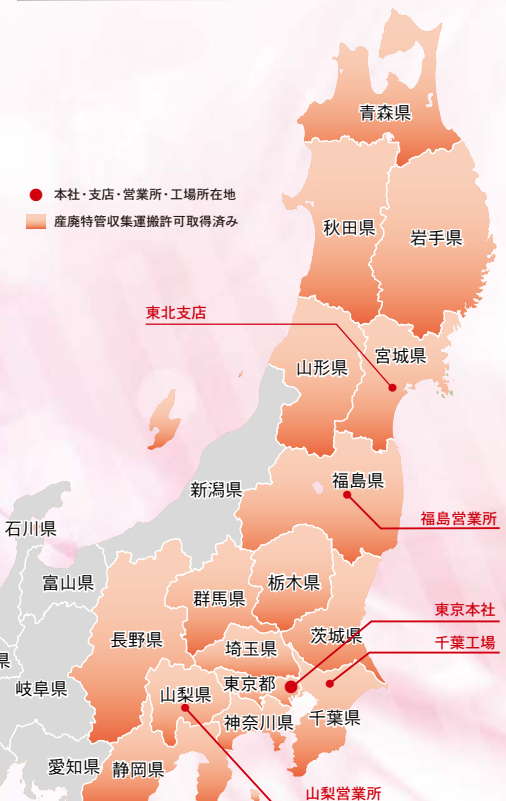 青森県
本社・支店・営業所・工場所在地
産廃特管収集運搬許可取得済み
秋田県
岩手県
東北支店
宮城県
山形県
福島県
新潟県
福島営業所
石川県
富山県
栃木県
群馬県
東京本社
茨城県
長野県
千葉工場
埼玉県
県
岐阜県
東京都
山梨県
千葉県
神奈川県
愛知県
静岡県
山梨営業所